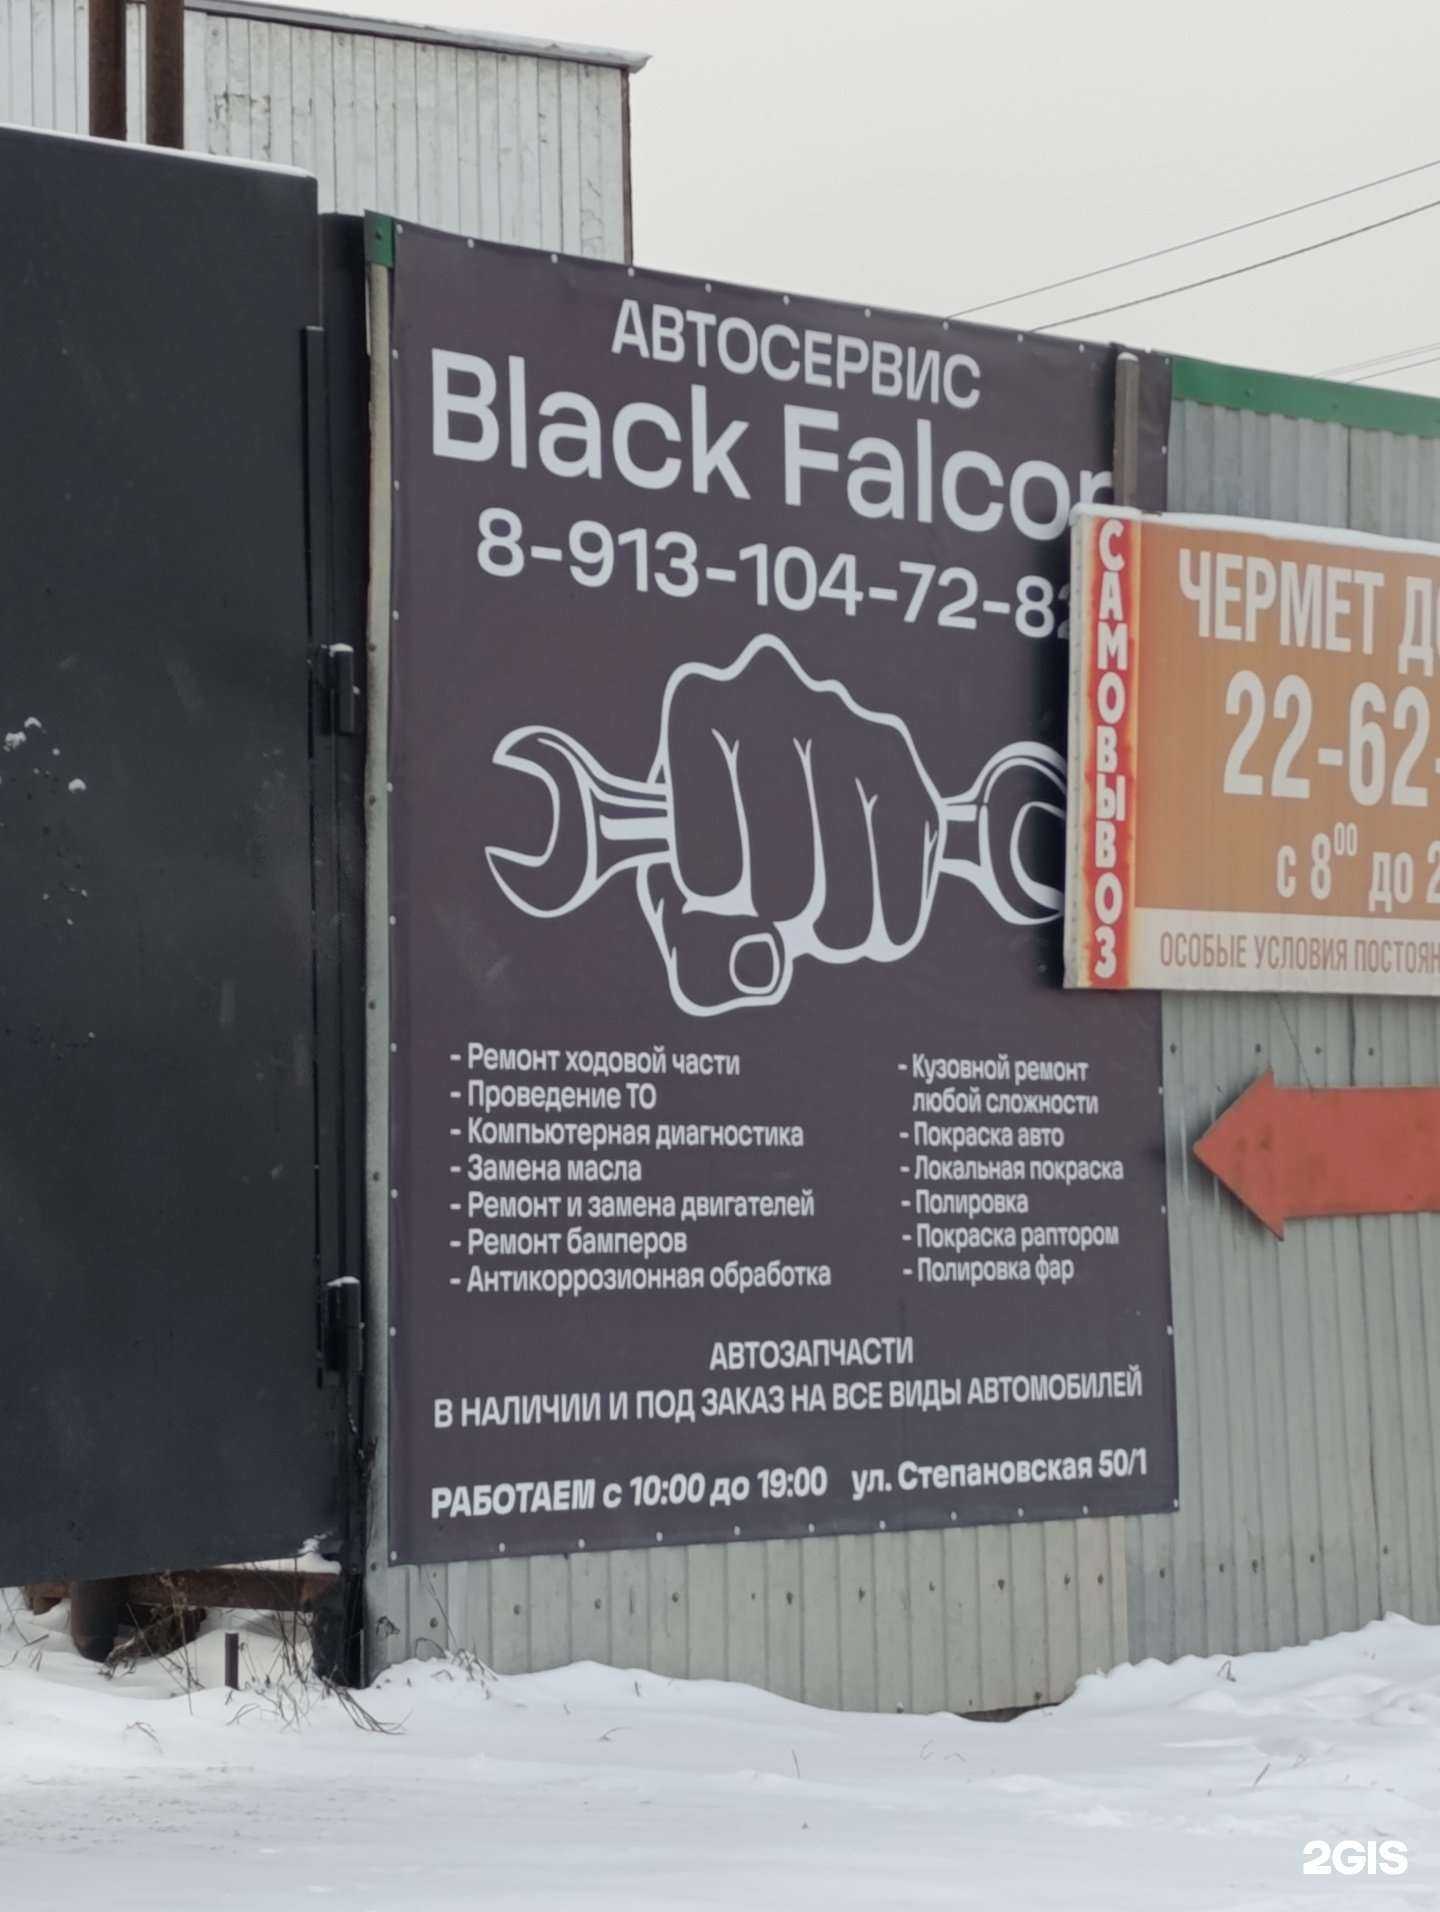 АВТОСЕРВИС
Black Falcon
8-913-104-72-82
- Ремонт ходовой части
- Проведение ТО
- Компьютерная диагностика
- Замена масла
- Ремонт и замена двигателей
- Ремонт бамперов
- Антикоррозионная обработка
- Кузовной ремонт
любой сложности
- Покраска авто
- Локальная покраска
- Полировка
- Покраска раптором
- Полировка фар
АВТОЗАПЧАСТИ
В НАЛИЧИИ И ПОД ЗАКАЗ НА ВСЕ ВИДЫ АВТОМОБИЛЕЙ
РАБОТАЕМ с 10:00 до 19:00 ул. Степановская 50/1
САМОВЫВОЗ
ЧЕРМЕТ
22-62-
с 8⁰⁰ до
ОСОБЫЕ УСЛОВИЯ
2GIS